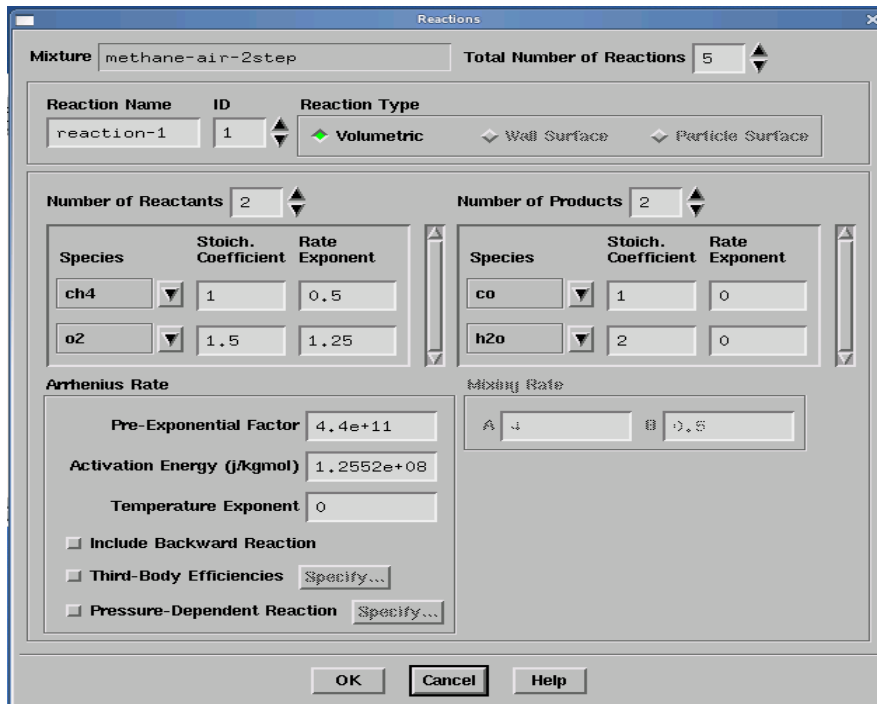 Reactions
Mixture methane-air-2step Total Number of Reactions 5
Reaction Name ID Reaction Type
reaction-1 1 Volumetric Wall Surface Particle Surface
Number of Reactants 2 Number of Products 2
Species Stoich. Coefficient Rate Exponent Species Stoich. Coefficient Rate Exponent
ch4 1 0.5 co 1 0
o2 1.5 1.25 h2o 2 0
Arrhenius Rate Mixing Rate
Pre-Exponential Factor 4.4e+11 A 4 B 0.5
Activation Energy (j/kgmol) 1.2552e+08
Temperature Exponent 0
Include Backward Reaction
Third-Body Efficiencies Specify...
Pressure-Dependent Reaction Specify...
OK Cancel Help